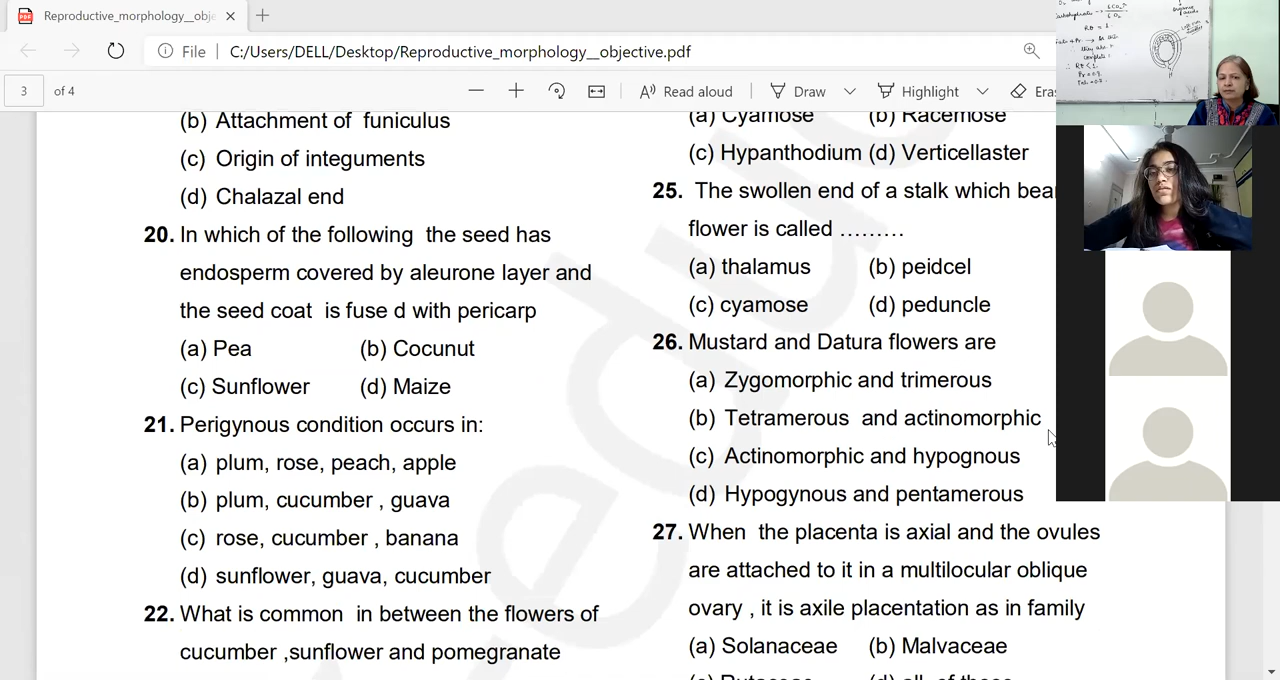 Reproductive_morphology__obje
File
C:/Users/DELL/Desktop/Reproductive_morphology__objective.pdf
3
of 4
Read aloud
Draw
Highlight
Eras
(b) Attachment of funiculus
(c) Origin of integuments
(d) Chalazal end
20. In which of the following the seed has
endosperm covered by aleurone layer and
the seed coat is fuse d with pericarp
(a) Pea (b) Cocunut
(c) Sunflower (d) Maize
21. Perigynous condition occurs in:
(a) plum, rose, peach, apple
(b) plum, cucumber , guava
(c) rose, cucumber , banana
(d) sunflower, guava, cucumber
22. What is common in between the flowers of
cucumber ,sunflower and pomegranate
(a) Cyamose (b) Racemose
(c) Hypanthodium (d) Verticellaster
25. The swollen end of a stalk which bea
flower is called ………
(a) thalamus (b) peidcel
(c) cyamose (d) peduncle
26. Mustard and Datura flowers are
(a) Zygomorphic and trimerous
(b) Tetramerous and actinomorphic
(c) Actinomorphic and hypognous
(d) Hypogynous and pentamerous
27. When the placenta is axial and the ovules
are attached to it in a multilocular oblique
ovary , it is axile placentation as in family
(a) Solanaceae (b) Malvaceae
(c) Rutaceae (d) all of these